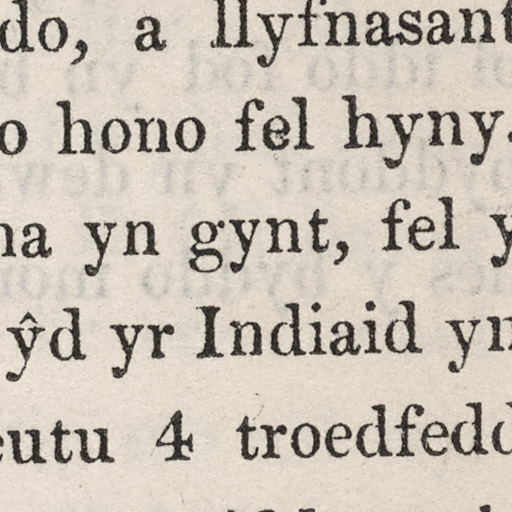 do, a llyfnasant
o hono fel hyny.
na yn gynt, fel y
ŷd yr Indiaid yn
eutu 4 troedfedd